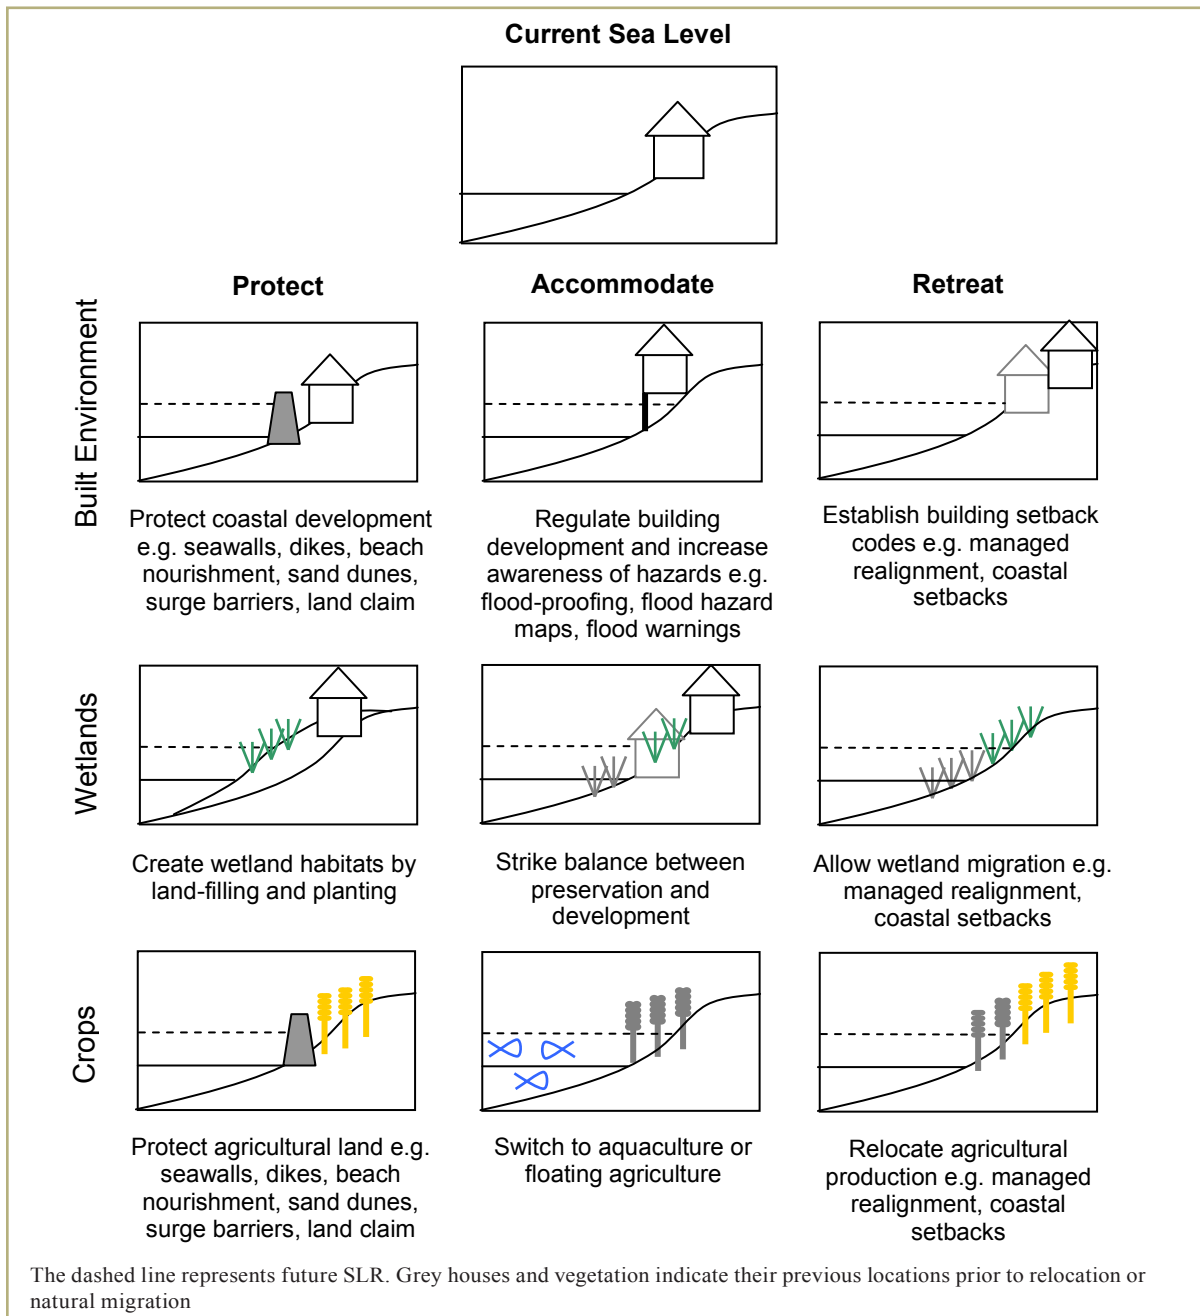 Current Sea Level
Protect
Accommodate
Retreat
Built Environment
Protect coastal development
e.g. seawalls, dikes, beach
nourishment, sand dunes,
surge barriers, land claim
Regulate building
development and increase
awareness of hazards e.g.
flood-proofing, flood hazard
maps, flood warnings
Establish building setback
codes e.g. managed
realignment, coastal
setbacks
Wetlands
Create wetland habitats by
land-filling and planting
Strike balance between
preservation and
development
Allow wetland migration e.g.
managed realignment,
coastal setbacks
Crops
Protect agricultural land e.g.
seawalls, dikes, beach
nourishment, sand dunes,
surge barriers, land claim
Switch to aquaculture or
floating agriculture
Relocate agricultural
production e.g. managed
realignment, coastal
setbacks
The dashed line represents future SLR. Grey houses and vegetation indicate their previous locations prior to relocation or
natural migration